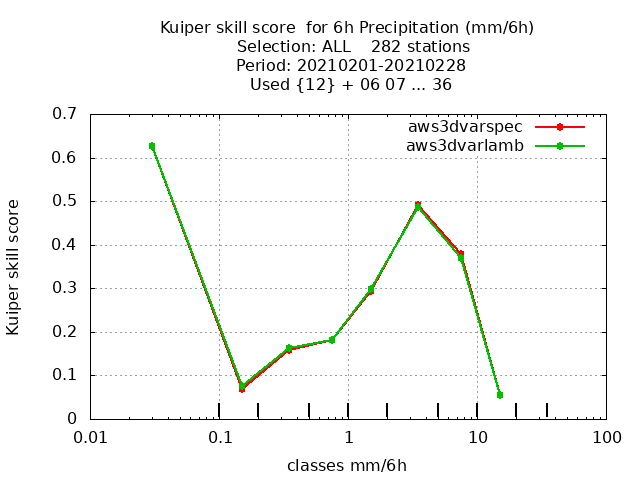 Kuiper skill score  for 6h Precipitation (mm/6h)
Selection: ALL    282 stations
Period: 20210201-20210228
Used {12} + 06 07 ... 36
aws3dvarspec
aws3dvarlamb
0.7
0.6
0.5
0.4
0.3
0.2
0.1
0
Kuiper skill score
0.01 0.1 1 10 100
classes mm/6h